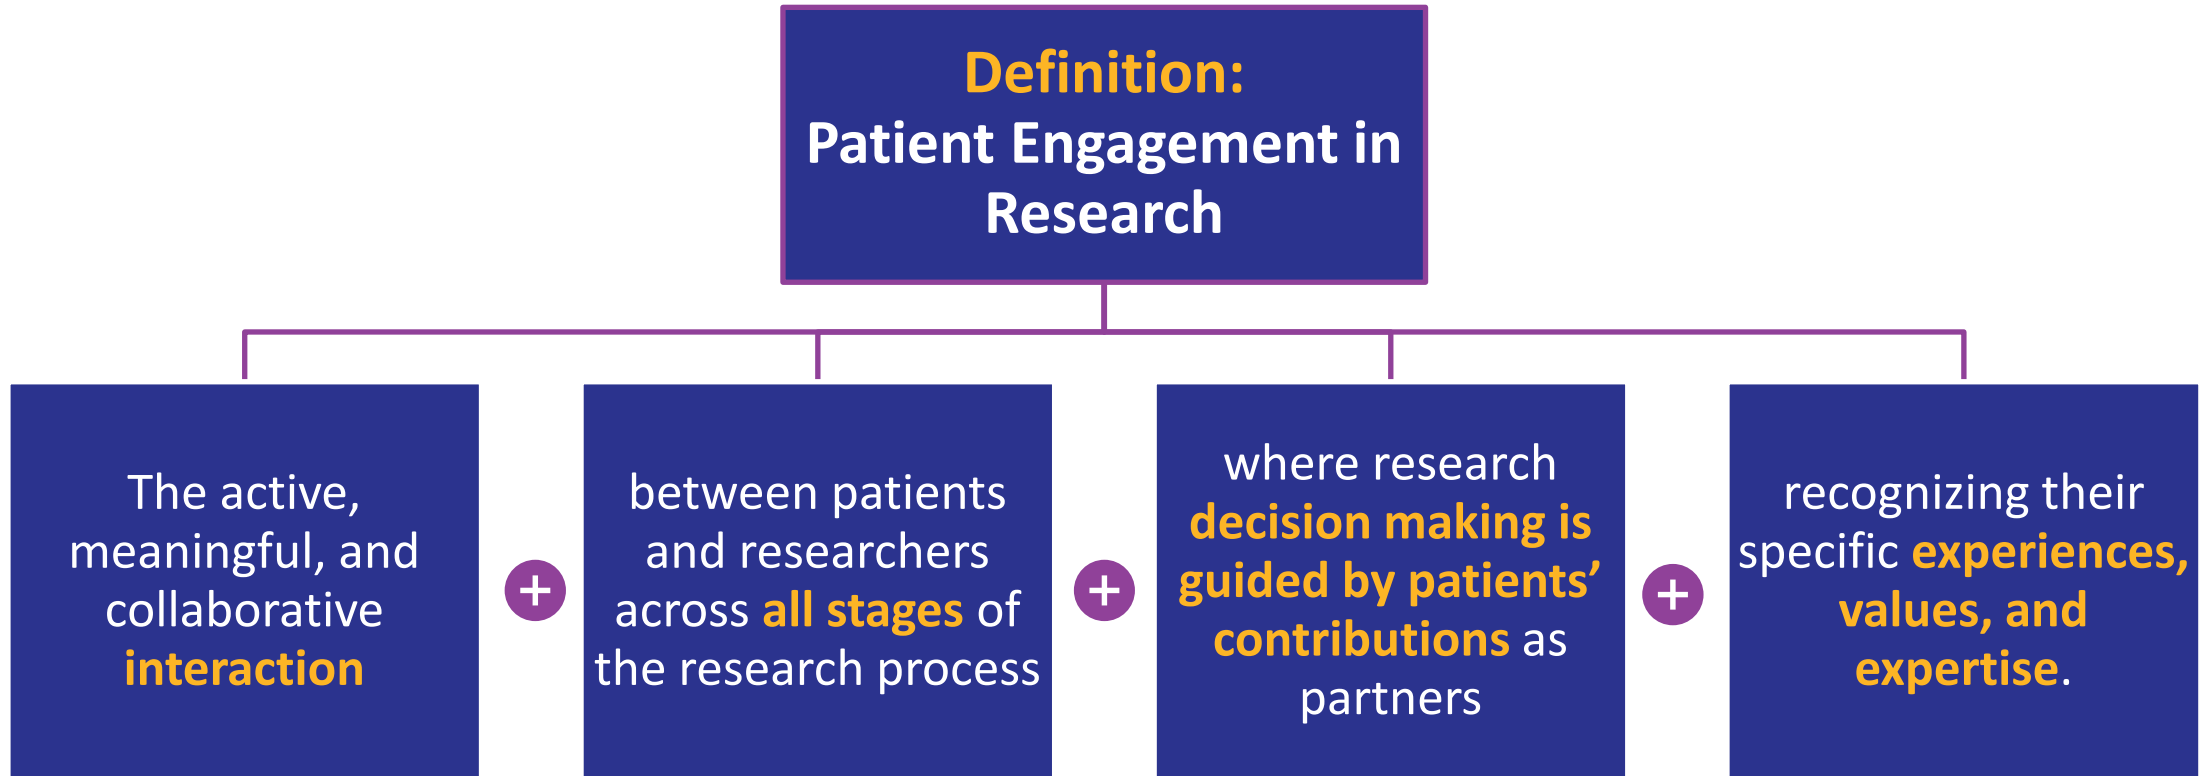 Definition:
Patient Engagement in
Research
The active,
meaningful, and
collaborative
interaction
+
between patients
and researchers
across all stages of
the research process
+
where research
decision making is
guided by patients’
contributions as
partners
+
recognizing their
specific experiences,
values, and
expertise.